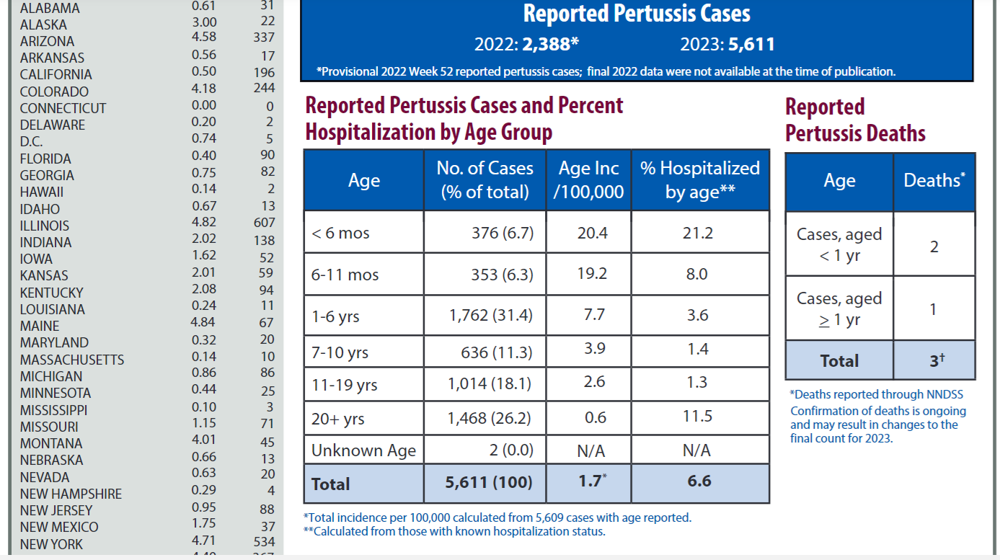 ALABAMA 0.61 31
ALASKA 3.00 22
ARIZONA 4.58 337
ARKANSAS 0.56 17
CALIFORNIA 0.50 196
COLORADO 4.18 244
CONNECTICUT 0.00 0
DELAWARE 0.20 2
D.C. 0.74 5
FLORIDA 0.40 90
GEORGIA 0.75 82
HAWAII 0.14 2
IDAHO 0.67 13
ILLINOIS 4.82 607
INDIANA 2.02 138
IOWA 1.62 52
KANSAS 2.01 59
KENTUCKY 2.08 94
LOUISIANA 0.24 11
MAINE 4.84 67
MARYLAND 0.32 20
MASSACHUSETTS 0.14 10
MICHIGAN 0.86 86
MINNESOTA 0.44 25
MISSISSIPPI 0.10 3
MISSOURI 1.15 71
MONTANA 4.01 45
NEBRASKA 0.66 13
NEVADA 0.63 20
NEW HAMPSHIRE 0.29 4
NEW JERSEY 0.95 88
NEW MEXICO 1.75 37
NEW YORK 4.71 534
Reported Pertussis Cases
2022: 2,388* 2023: 5,611
*Provisional 2022 Week 52 reported pertussis cases; final 2022 data were not available at the time of publication.
Reported Pertussis Cases and Percent
Hospitalization by Age Group
Age No. of Cases (% of total) Age Inc /100,000 % Hospitalized by age**
< 6 mos 376 (6.7) 20.4 21.2
6-11 mos 353 (6.3) 19.2 8.0
1-6 yrs 1,762 (31.4) 7.7 3.6
7-10 yrs 636 (11.3) 3.9 1.4
11-19 yrs 1,014 (18.1) 2.6 1.3
20+ yrs 1,468 (26.2) 0.6 11.5
Unknown Age 2 (0.0) N/A N/A
Total 5,611 (100) 1.7* 6.6
*Total incidence per 100,000 calculated from 5,609 cases with age reported.
**Calculated from those with known hospitalization status.
Reported
Pertussis Deaths
Age Deaths*
Cases, aged
< 1 yr 2
Cases, aged
≥ 1 yr 1
Total 3†
*Deaths reported through NNDSS
Confirmation of deaths is ongoing
and may result in changes to the
final count for 2023.